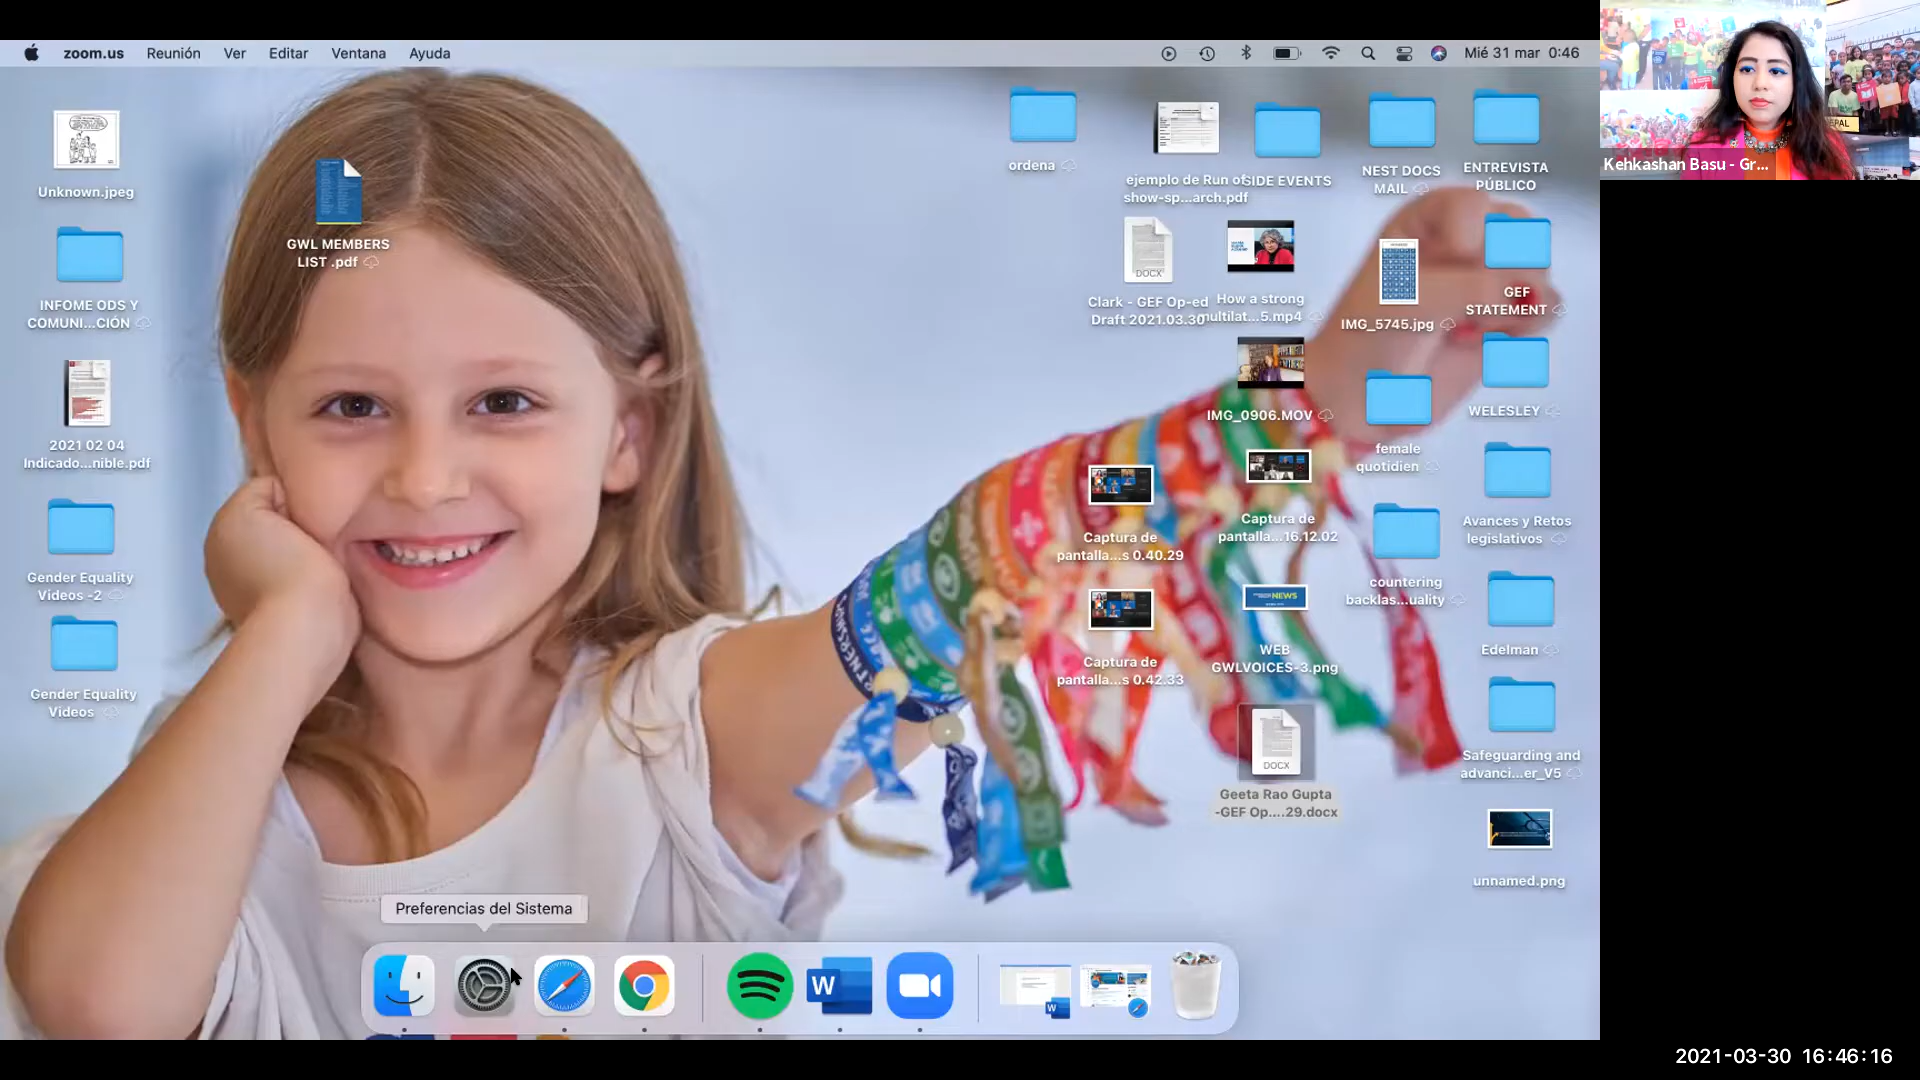 zoom.us Reunión Ver Editar Ventana Ayuda
Mié 31 mar 0:46
Kehkashan Basu - Gr...
Unknown.jpeg
GWL MEMBERS
LIST .pdf
INFOME ODS Y
COMUNI...CIÓN
2021 02 04
Indicado...nible.pdf
Gender Equality
Videos -2
Gender Equality
Videos
ordena
ejemplo de Run of
show-sp...arch.pdf
SIDE EVENTS
NEST DOCS
MAIL
ENTREVISTA
PÚBLICO
DOCX
Clark - GEF Op-ed
Draft 2021.03.30
How a strong
multilat...5.mp4
IMG_5745.jpg
GEF
STATEMENT
IMG_0906.MOV
female
quotidien
WELESLEY
Captura de
pantalla...s 0.40.29
Captura de
pantalla...16.12.02
Avances y Retos
legislativos
countering
backlas...uality
NEWS
Captura de
pantalla...s 0.42.33
WEB
GWLVOICES-3.png
Edelman
DOCX
Geeta Rao Gupta
-GEF Op....29.docx
Safeguarding and
advanci...er_V5
unnamed.png
Preferencias del Sistema
W
W
2021-03-30 16:46:16